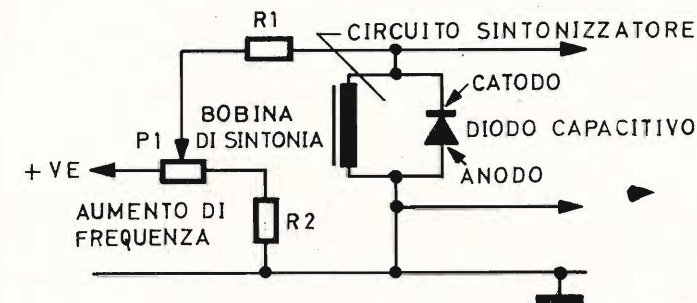 R1
CIRCUITO SINTONIZZATORE
CATODO
BOBINA
DI SINTONIA
DIODO CAPACITIVO
P1
+ VE
ANODO
AUMENTO DI
FREQUENZA
R2